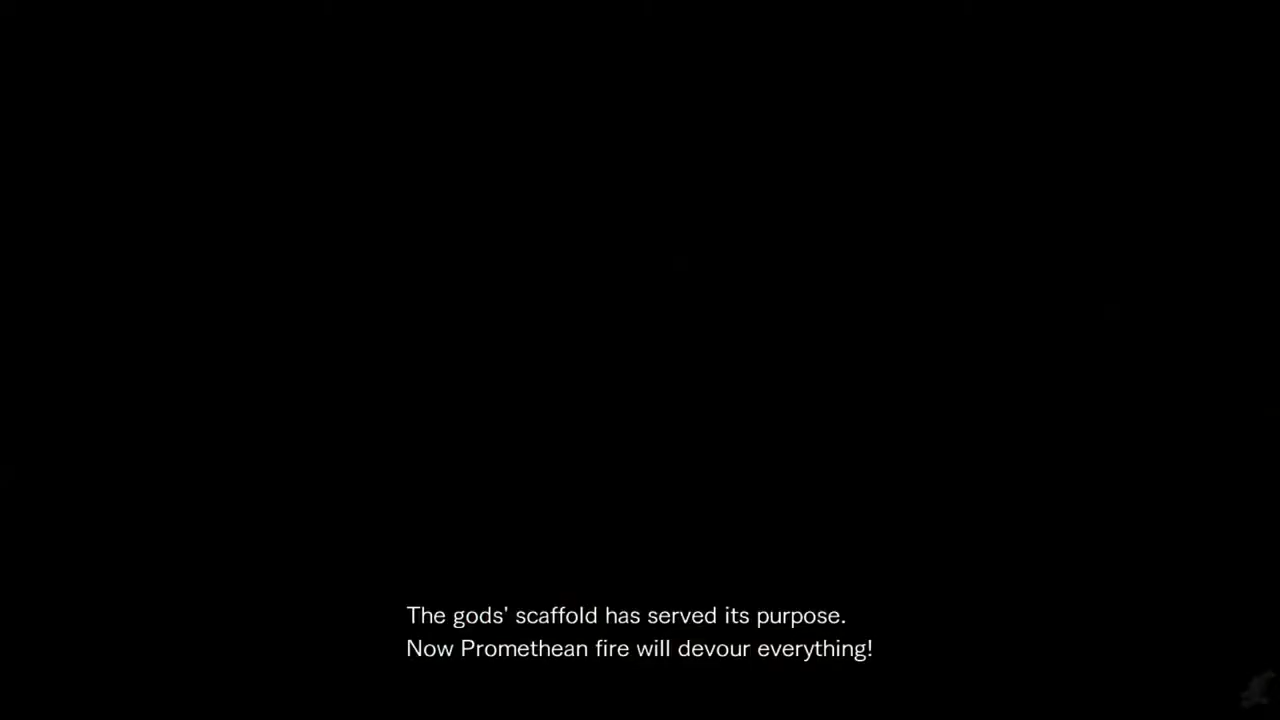 The gods' scaffold has served its purpose.
Now Promethean fire will devour everything!